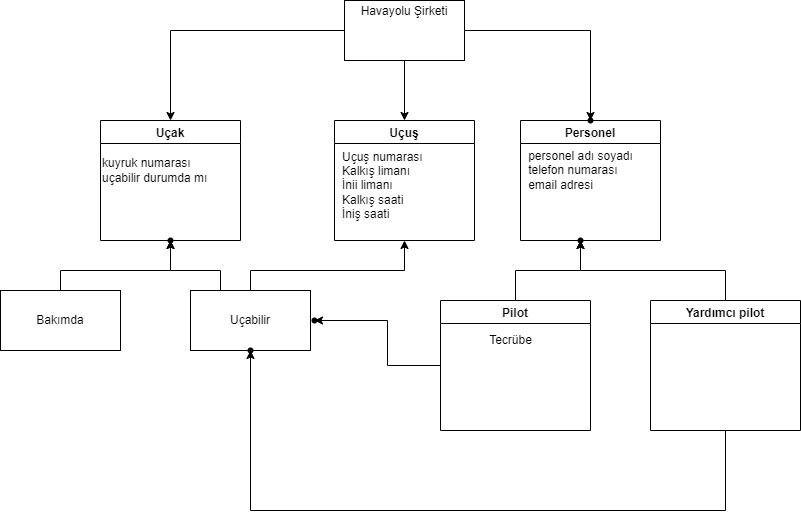 Havayolu Şirketi
Uçak
kuyruk numarası
uçabilir durumda mı
Uçuş
Uçuş numarası
Kalkış limanı
İnii limanı
Kalkış saati
İniş saati
Personel
personel adı soyadı
telefon numarası
email adresi
Bakımda
Uçabilir
Pilot
Tecrübe
Yardımcı pilot